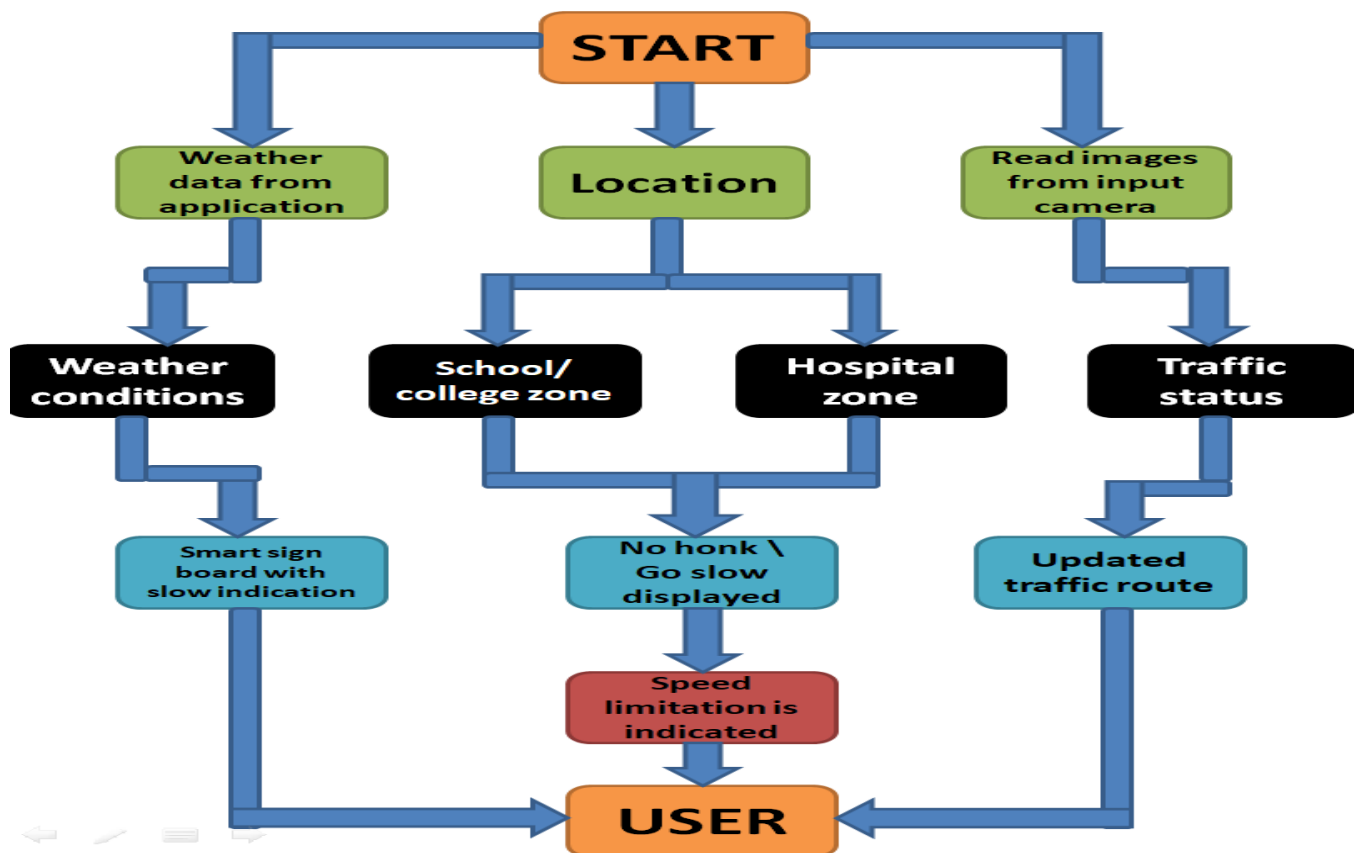 START
Weather
data from
application
Location
Read images
from input
camera
Weather
conditions
School/
college zone
Hospital
zone
Traffic
status
Smart sign
board with
slow indication
No honk \
Go slow
displayed
Updated
traffic route
Speed
limitation is
indicated
USER